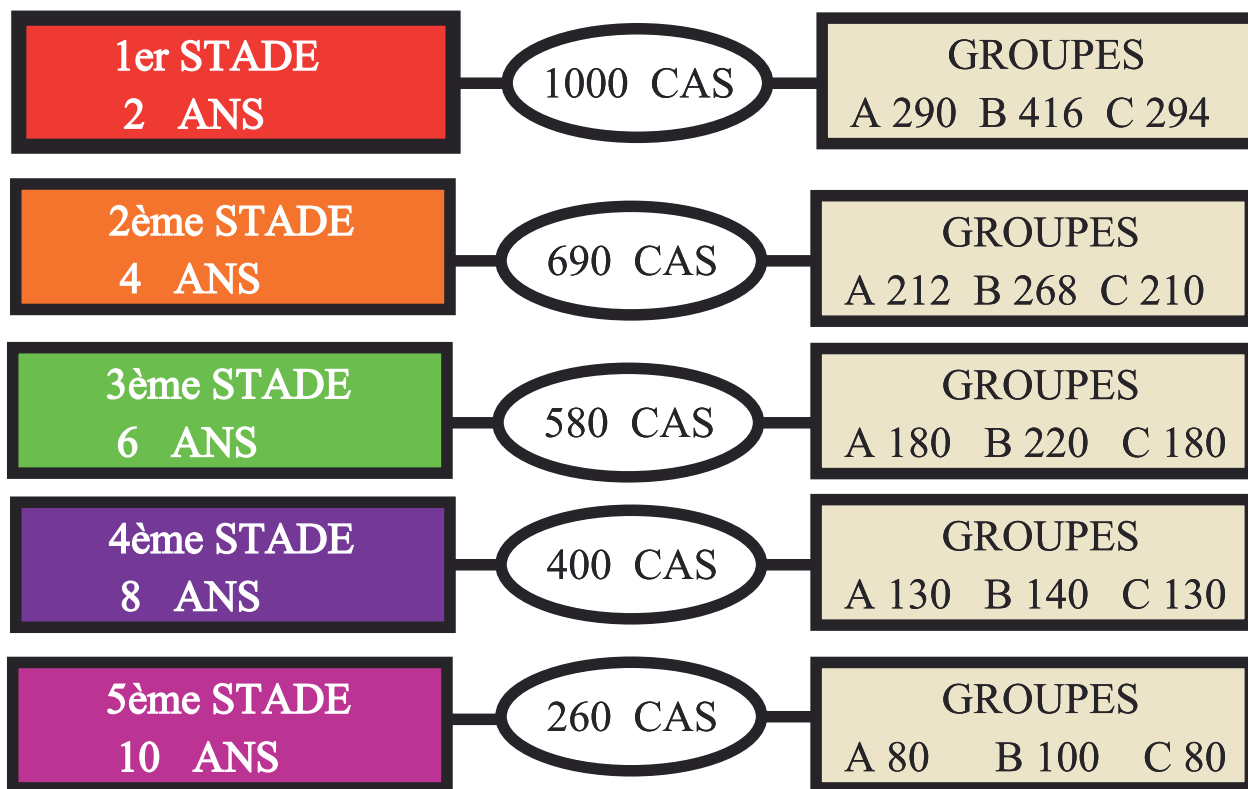 1er STADE
2 ANS
1000 CAS
GROUPES
A 290 B 416 C 294
2ème STADE
4 ANS
690 CAS
GROUPES
A 212 B 268 C 210
3ème STADE
6 ANS
580 CAS
GROUPES
A 180 B 220 C 180
4ème STADE
8 ANS
400 CAS
GROUPES
A 130 B 140 C 130
5ème STADE
10 ANS
260 CAS
GROUPES
A 80 B 100 C 80